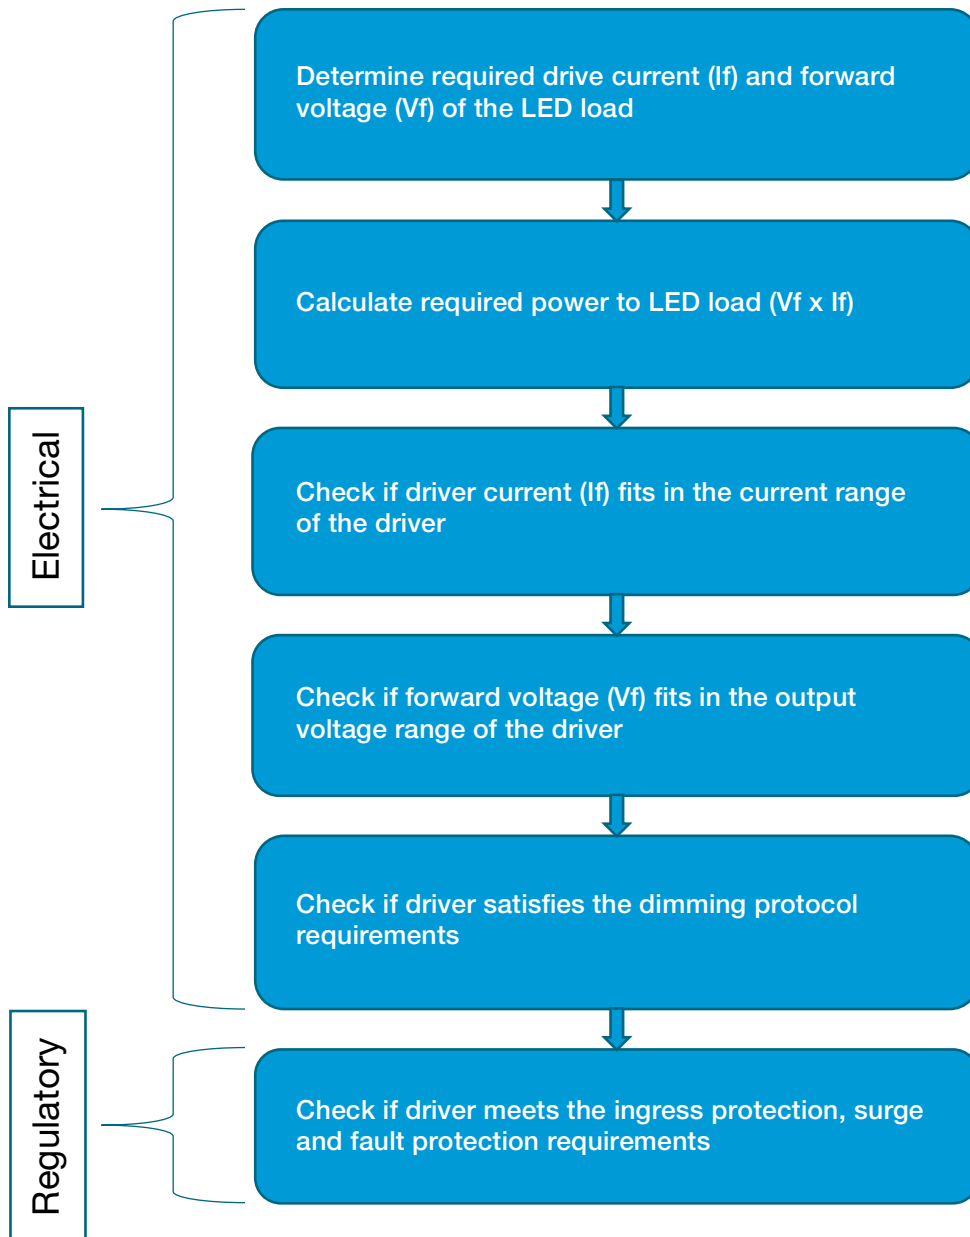 Determine required drive current (If) and forward
voltage (Vf) of the LED load
Calculate required power to LED load (Vf x If)
Electrical
Check if driver current (If) fits in the current range
of the driver
Check if forward voltage (Vf) fits in the output
voltage range of the driver
Check if driver satisfies the dimming protocol
requirements
Regulatory
Check if driver meets the ingress protection, surge
and fault protection requirements